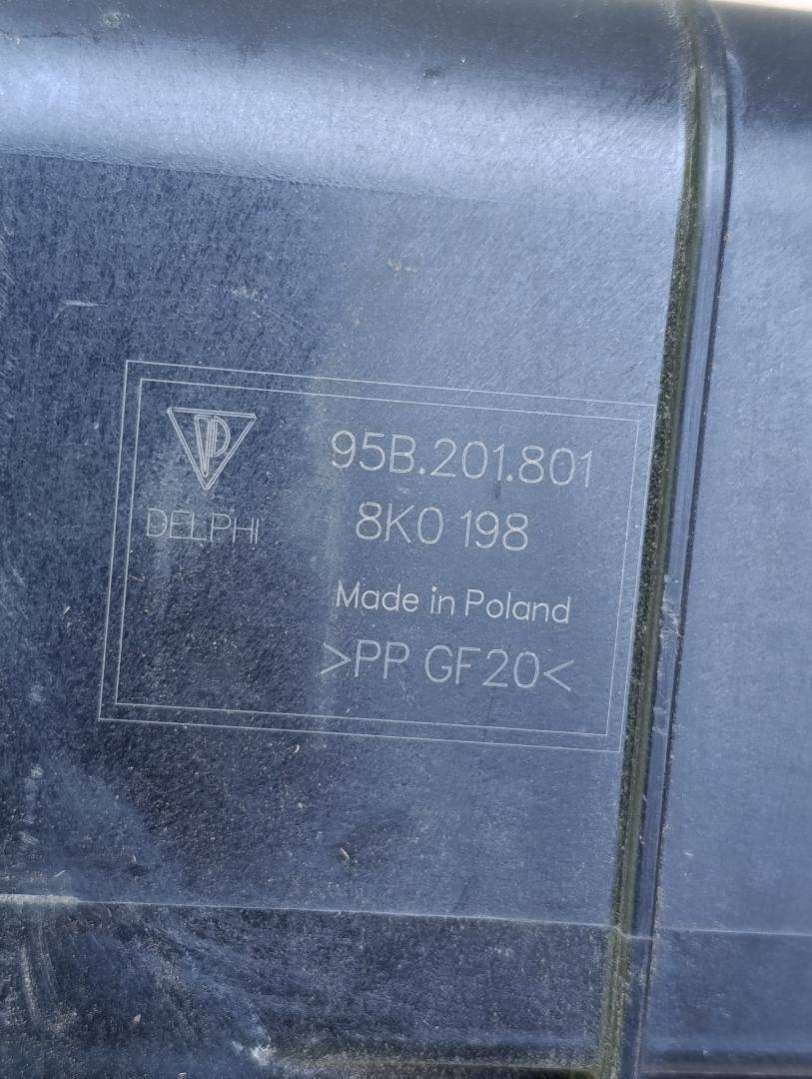 95B.201.801
DELPHI
8K0 198
Made in Poland
>PP GF20<